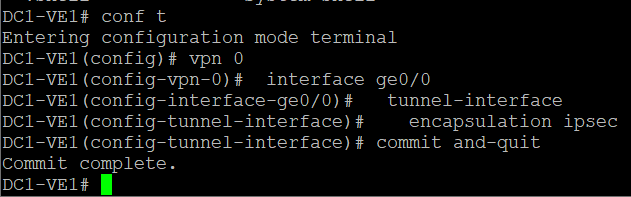 DC1-VE1# conf t
Entering configuration mode terminal
DC1-VE1(config)# vpn 0
DC1-VE1(config-vpn-0)#  interface ge0/0
DC1-VE1(config-interface-ge0/0)#   tunnel-interface
DC1-VE1(config-tunnel-interface)#    encapsulation ipsec
DC1-VE1(config-tunnel-interface)# commit and-quit
Commit complete.
DC1-VE1#